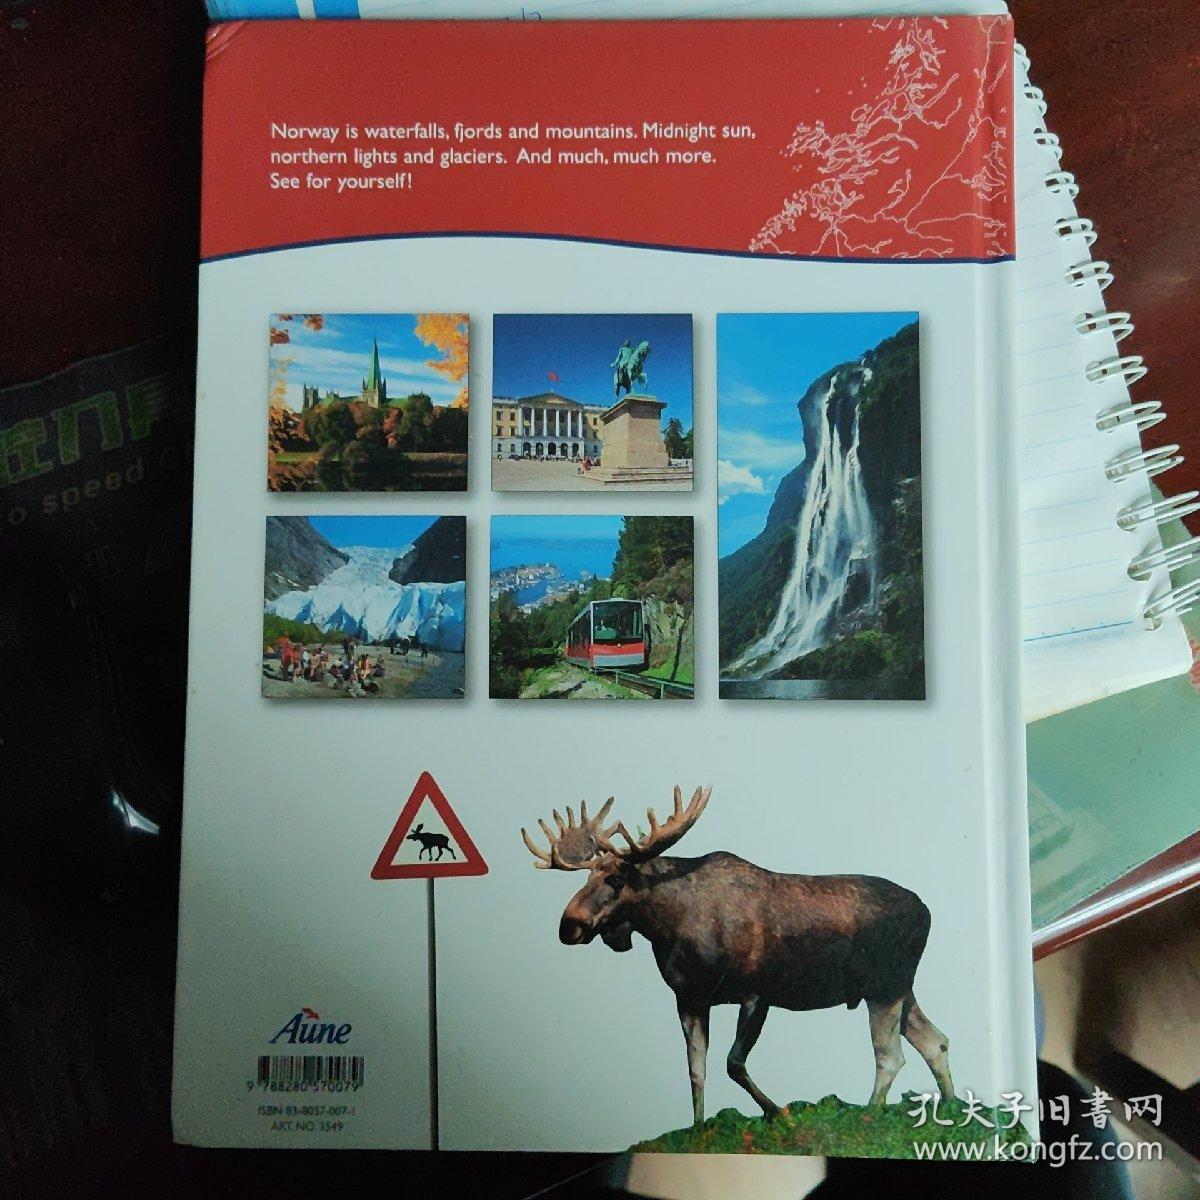 Norway is waterfalls, fjords and mountains. Midnight sun,
northern lights and glaciers. And much, much more.
See for yourself!
Aune
9 788280 570079
ISBN 83-8057-007-1
ART. NO. 3549
speed
孔夫子旧書网
www.kongfz.com